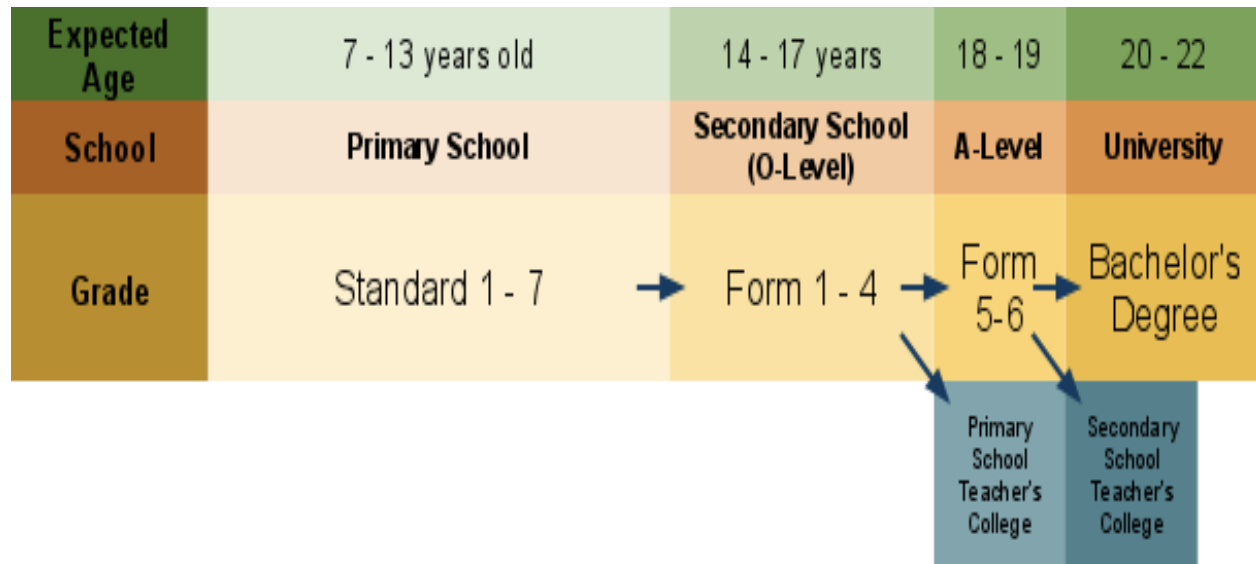 Expected
Age
7 - 13 years old
14 - 17 years
18 - 19
20 - 22
School
Primary School
Secondary School
(O-Level)
A-Level
University
Grade
Standard 1 - 7
Form 1 - 4
Form
5-6
Bachelor's
Degree
Primary
School
Teacher's
College
Secondary
School
Teacher's
College